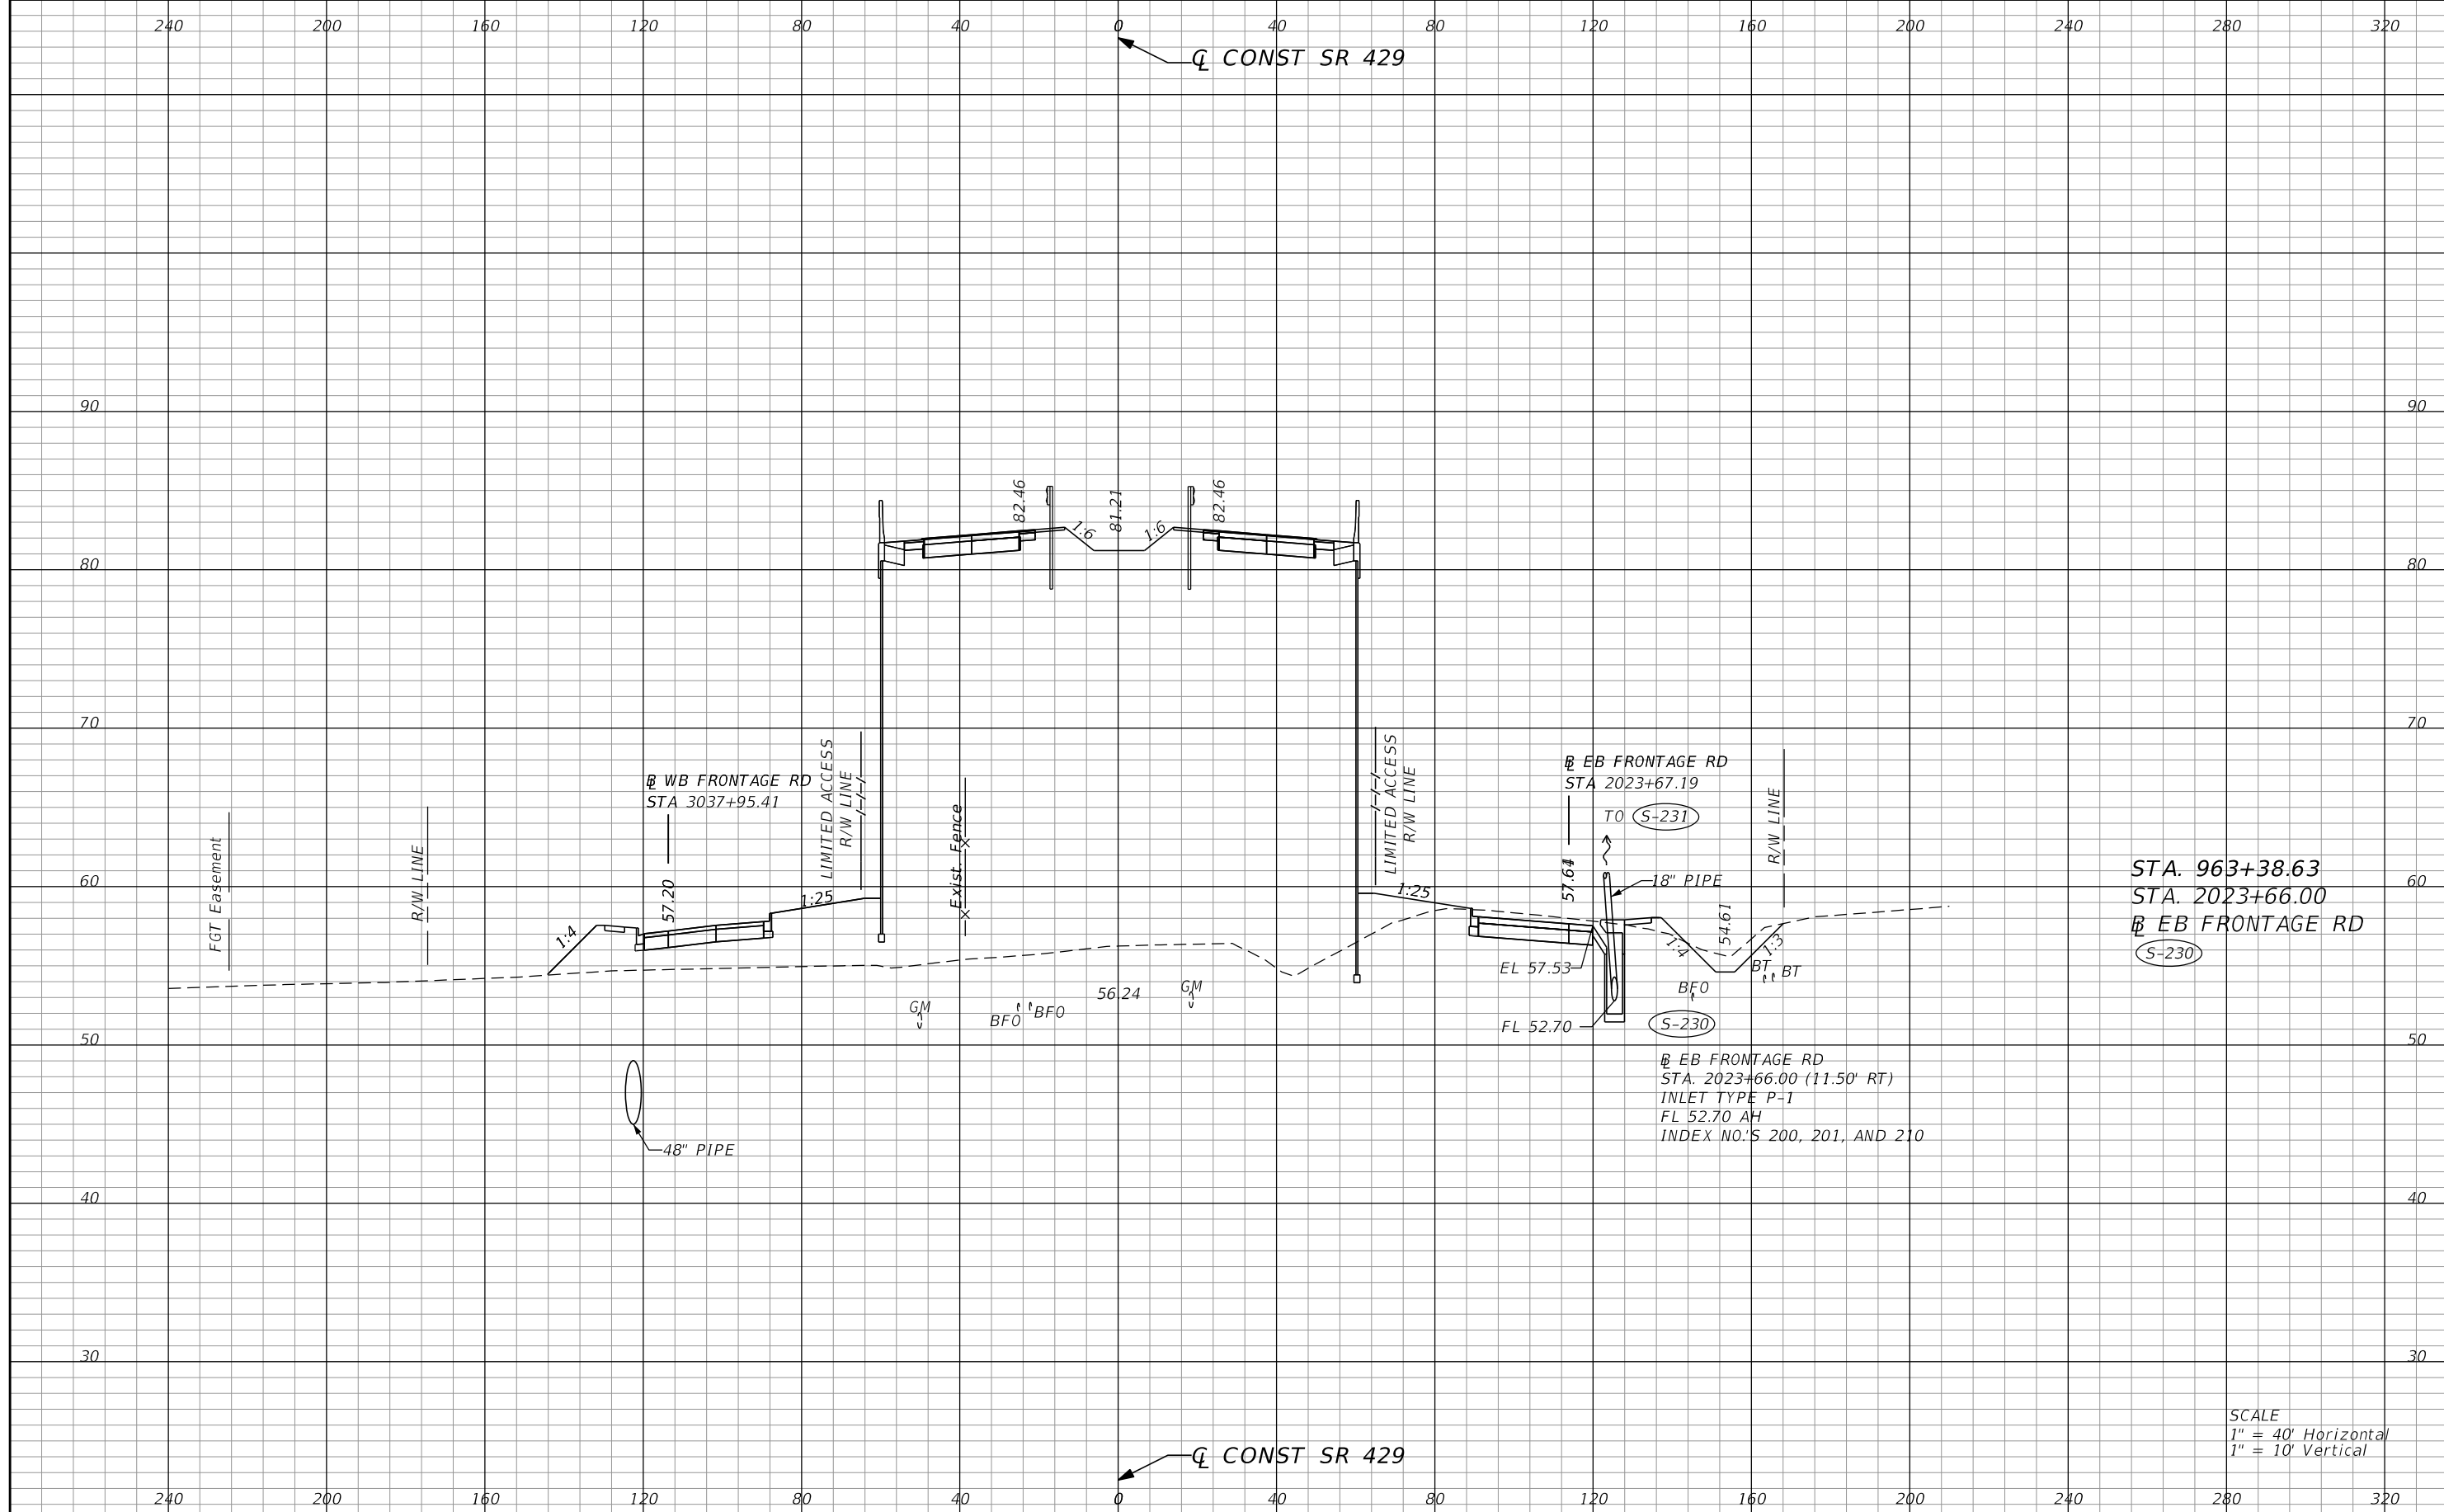 240 200 160 120 80 40 0 40 80 120 160 200 240 280 320
℄ CONST SR 429
90 90
82.46
81.21
82.46
1:6
1:6
80 80
70 70
LIMITED ACCESS
R/W LINE
LIMITED ACCESS
R/W LINE
℄ WB FRONTAGE RD
STA 3037+95.41
℄ EB FRONTAGE RD
STA 2023+67.19
TO S-231
R/W LINE
FGT Easement
R/W LINE
Exist. Fence
57.20
1:25
1:25
18" PIPE
60 60
1:4
54.61
1:4
1:3
STA. 963+38.63
STA. 2023+66.00
℄ EB FRONTAGE RD
S-230
EL 57.53
BT
BT
BFO
56.24
GM
GM
BFO
BFO
FL 52.70
S-230
50 50
℄ EB FRONTAGE RD
STA. 2023+66.00 (11.50' RT)
INLET TYPE P-1
FL 52.70 AH
INDEX NO.'S 200, 201, AND 210
48" PIPE
40 40
30 30
SCALE
1" = 40' Horizontal
1" = 10' Vertical
℄ CONST SR 429
240 200 160 120 80 40 0 40 80 120 160 200 240 280 320